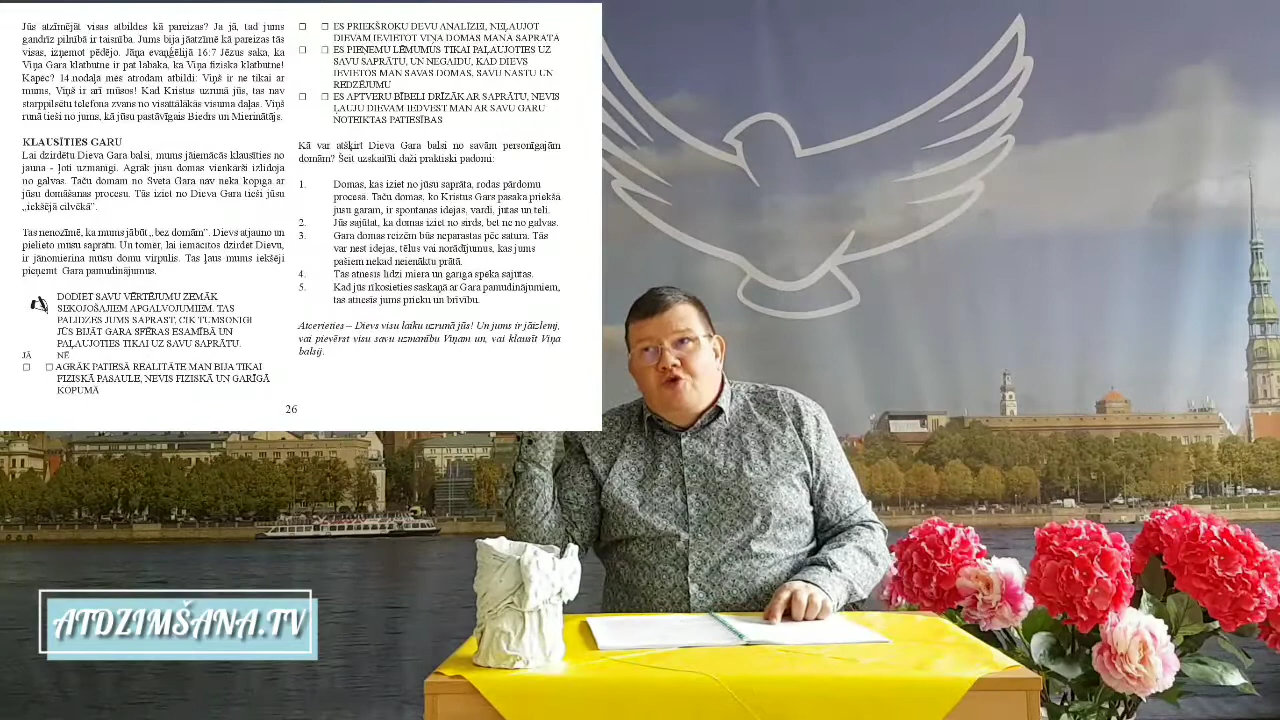 Jūs atzīmējāt visas atbildes kā pareizas? Ja jā, tad jums
gandrīz pilnībā ir taisnība. Jums bija jāatzīmē kā pareizas tās
visas, izņemot pēdējo. Jāņa evaņģēlijā 16:7 Jēzus saka, ka
Viņa Gara klātbūtne ir pat labāka, kā Viņa fiziskā klātbūtne!
Kāpēc? 14.nodaļā mēs atrodam atbildi: Viņš ir ne tikai ar
mums, Viņš ir arī mūsos! Kad Kristus uzrunā jūs, tas nav
starppilsētu telefona zvans no visattālākās visuma daļas. Viņš
runā tieši no jums, kā jūsu pastāvīgais Biedrs un Mierinātājs.
KLAUSĪTIES GARU
Lai dzirdētu Dieva Gara balsi, mums jāiemācās klausīties no
jauna - ļoti uzmanīgi. Agrāk jūsu domas vienkārši izlidoja
no galvas. Taču domām no Svētā Gara nav nekā kopīga ar
jūsu domāšanas procesu. Tās iziet no Dieva Gara tieši jūsu
„iekšējā cilvēkā”.
Tas nenozīmē, ka mums jābūt „bez domām”. Dievs atjauno un
pielieto mūsu saprātu. Un tomēr, lai iemācītos dzirdēt Dievu,
ir jānomierina mūsu domu virpulis. Tas ļaus mums iekšēji
pieņemt Gara pamudinājumus.
DODIET SAVU VĒRTĒJUMU ZEMĀK
SEKOJOŠAJIEM APGALVOJUMIEM. TAS
PALĪDZĒS JUMS SAPRAST, CIK TUMSONĪGI
JŪS BIJĀT GARA SFĒRAS ESAMĪBĀ UN
PAĻAUJOTIES TIKAI UZ SAVU SAPRĀTU.
JĀ NĒ
☐ ☐ AGRĀK PATIESĀ REALITĀTE MAN BIJA TIKAI
FIZISKĀ PASAULE, NEVIS FIZISKĀ UN GARĪGĀ
KOPUMĀ
☐ ☐ ES PRIEKŠROKU DEVU ANALĪZEI, NEĻAUJOT
DIEVAM IEVIETOT VIŅA DOMAS MANĀ SAPRĀTĀ
☐ ☐ ES PIEŅĒMU LĒMUMUS TIKAI PAĻAUJOTIES UZ
SAVU SAPRĀTU, UN NEGAIDU, KAD DIEVS
IEVIETOS MAN SAVAS DOMAS, SAVU NASTU UN
REDZĒJUMU
☐ ☐ ES APTVĒRU BĪBELI DRĪZĀK AR SAPRĀTU, NEVIS
ĻĀUJU DIEVAM IEDVEST MAN AR SAVU GARU
NOTEIKTAS PATIESĪBAS
Kā var atšķirt Dieva Gara balsi no savām personīgajām
domām? Šeit uzskaitīti daži praktiski padomi:
1. Domas, kas iziet no jūsu saprāta, rodas pārdomu
procesā. Taču domas, ko Kristus Gars pasaka priekšā
jūsu garam, ir spontānas idejas, vārdi, jūtas un tēli.
2. Jūs sajūtat, ka domas iziet no sirds, bet ne no galvas.
3. Gara domas reizēm būs neparastas pēc satura. Tās
var nest idejas, tēlus vai norādījumus, kas jums
pašiem nekad neienāktu prātā.
4. Tās atnesīs līdzi miera un garīga spēka sajūtas.
5. Kad jūs rīkosieties saskaņā ar Gara pamudinājumiem,
tas atnesīs jums prieku un brīvību.
Atcerieties – Dievs visu laiku uzrunā jūs! Un jums ir jāizlemj,
vai pievērst visu savu uzmanību Viņam un, vai klausīt Viņa
balsij.
26
ATDZIMŠANA.TV